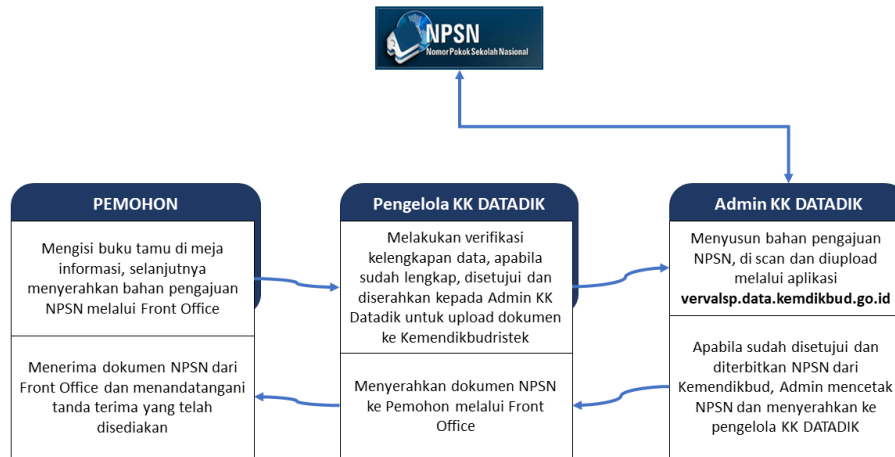 NPSN
Nomor Pokok Sekolah Nasional
PEMOHON
Mengisi buku tamu di meja
informasi, selanjutnya
menyerahkan bahan pengajuan
NPSN melalui Front Office
Menerima dokumen NPSN dari
Front Office dan menandatangani
tanda terima yang telah
disediakan
Pengelola KK DATADIK
Melakukan verifikasi
kelengkapan data, apabila
sudah lengkap, disetujui dan
diserahkan kepada Admin KK
Datadik untuk upload dokumen
ke Kemendikbudristek
Menyerahkan dokumen NPSN
ke Pemohon melalui Front
Office
Admin KK DATADIK
Menyusun bahan pengajuan
NPSN, di scan dan diupload
melalui aplikasi
vervalsp.data.kemdikbud.go.id
Apabila sudah disetujui dan
diterbitkan NPSN dari
Kemendikbud, Admin mencetak
NPSN dan menyerahkan ke
pengelola KK DATADIK